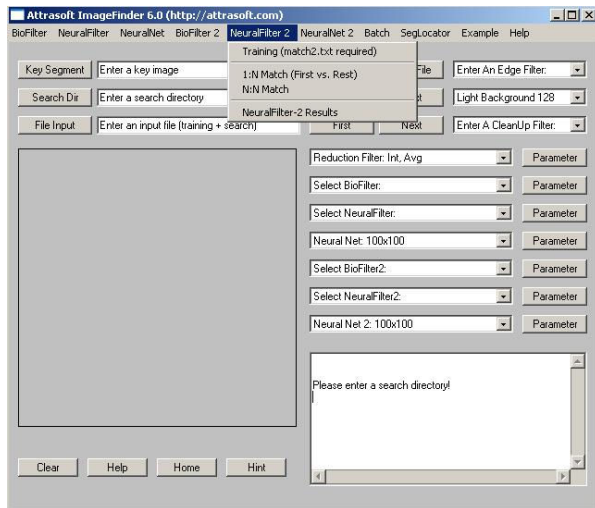 Attrasoft ImageFinder 6.0 (http://attrasoft.com)
BioFilter NeuralFilter NeuralNet BioFilter 2 NeuralFilter 2 NeuralNet 2 Batch SegLocator Example Help
Training (match2.txt required)
1:N Match (First vs. Rest)
N:N Match
NeuralFilter-2 Results
Key Segment Enter a key image File Enter An Edge Filter:
Search Dir Enter a search directory Light Background 128
File Input Enter an input file (training + search) First Next Enter A CleanUp Filter:
Reduction Filter: Int, Avg Parameter
Select BioFilter: Parameter
Select NeuralFilter: Parameter
Neural Net: 100x100 Parameter
Select BioFilter2: Parameter
Select NeuralFilter2: Parameter
Neural Net 2: 100x100 Parameter
Please enter a search directory!
Clear Help Home Hint